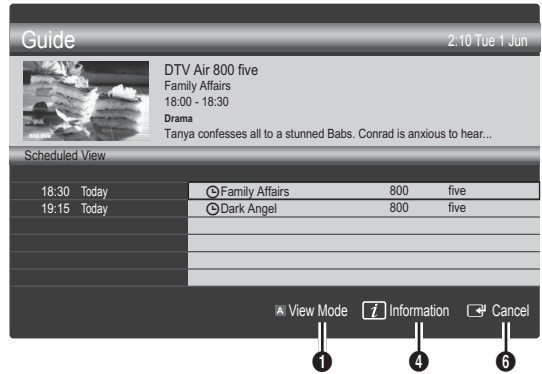 Guide
2:10 Tue 1 Jun
DTV Air 800 five
Family Affairs
18:00 - 18:30
Drama
Tanya confesses all to a stunned Babs. Conrad is anxious to hear...
800 five
Scheduled View
18:30 Today Family Affairs 800 five
19:15 Today Dark Angel 800 five
A View Mode i Information Cancel
1 4 6